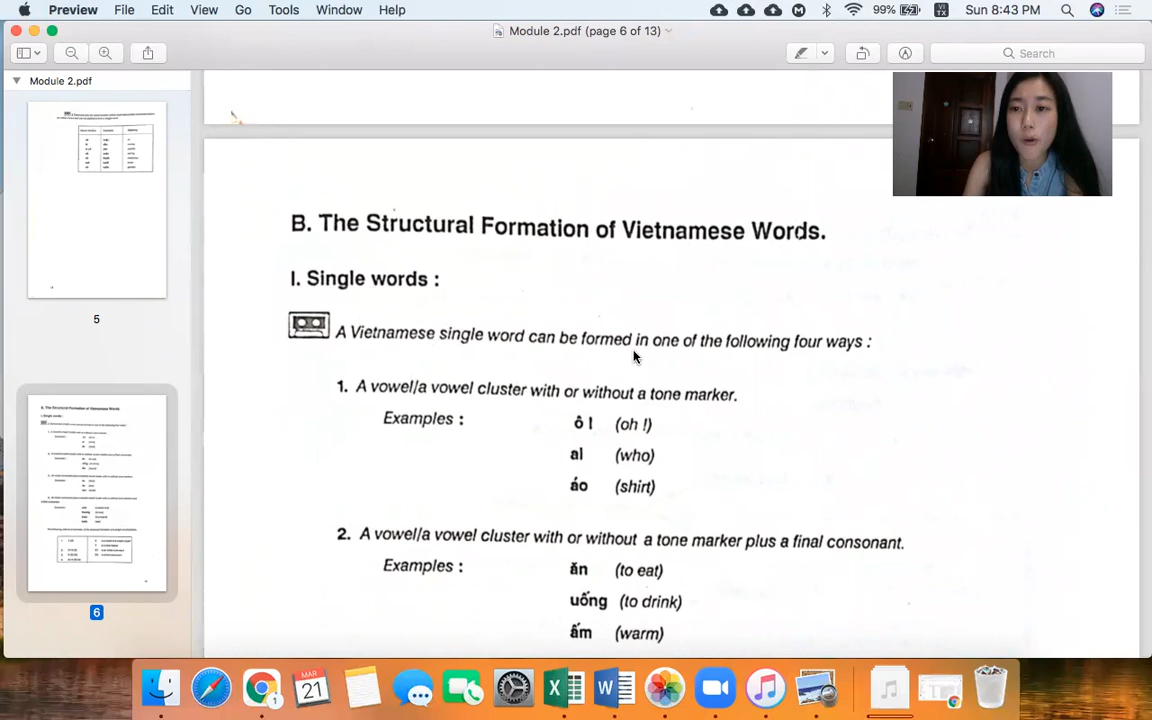 Preview File Edit View Go Tools Window Help 99% Sun 8:43 PM
Module 2.pdf (page 6 of 13)
Search
Module 2.pdf
5
6
B. The Structural Formation of Vietnamese Words.
I. Single words :
A Vietnamese single word can be formed in one of the following four ways :
1. A vowel/a vowel cluster with or without a tone marker.
Examples : ô ! (oh !)
aI (who)
áo (shirt)
2. A vowel/a vowel cluster with or without a tone marker plus a final consonant.
Examples : ăn (to eat)
uống (to drink)
ấm (warm)
MAR
21